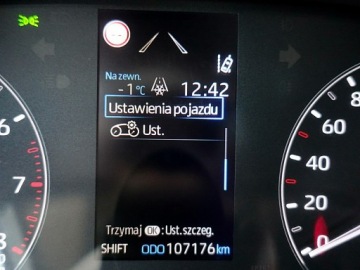 Na zewn.
-1°C 12:42
Ustawienia pojazdu
Ust.
Trzymaj OK : Ust.szczeg.
SHIFT ODO 107176 km
6
7
8
80
60
40
20
0